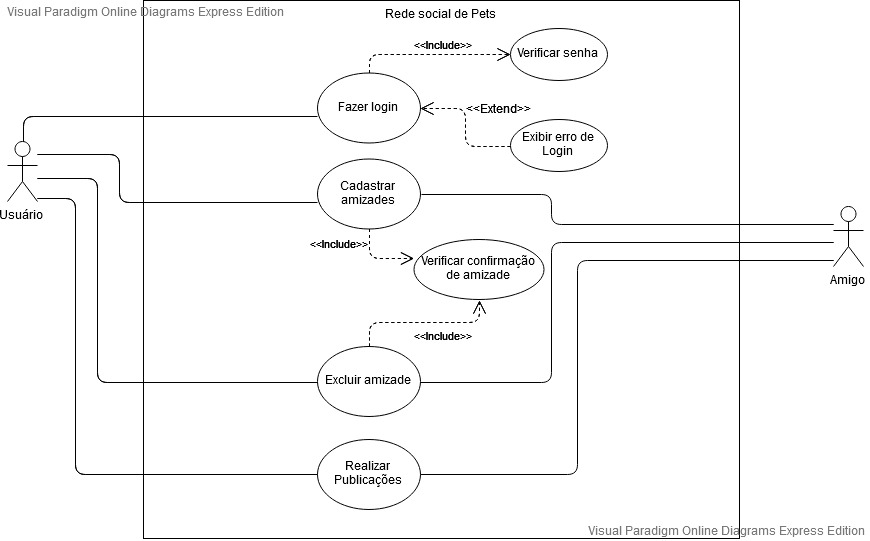 Visual Paradigm Online Diagrams Express Edition
Rede social de Pets
<<Include>>
Verificar senha
Fazer login
<<Extend>>
Exibir erro de
Login
Usuário
Cadastrar
amizades
<<Include>>
Verificar confirmação
de amizade
Amigo
<<Include>>
Excluir amizade
Realizar
Publicações
Visual Paradigm Online Diagrams Express Edition